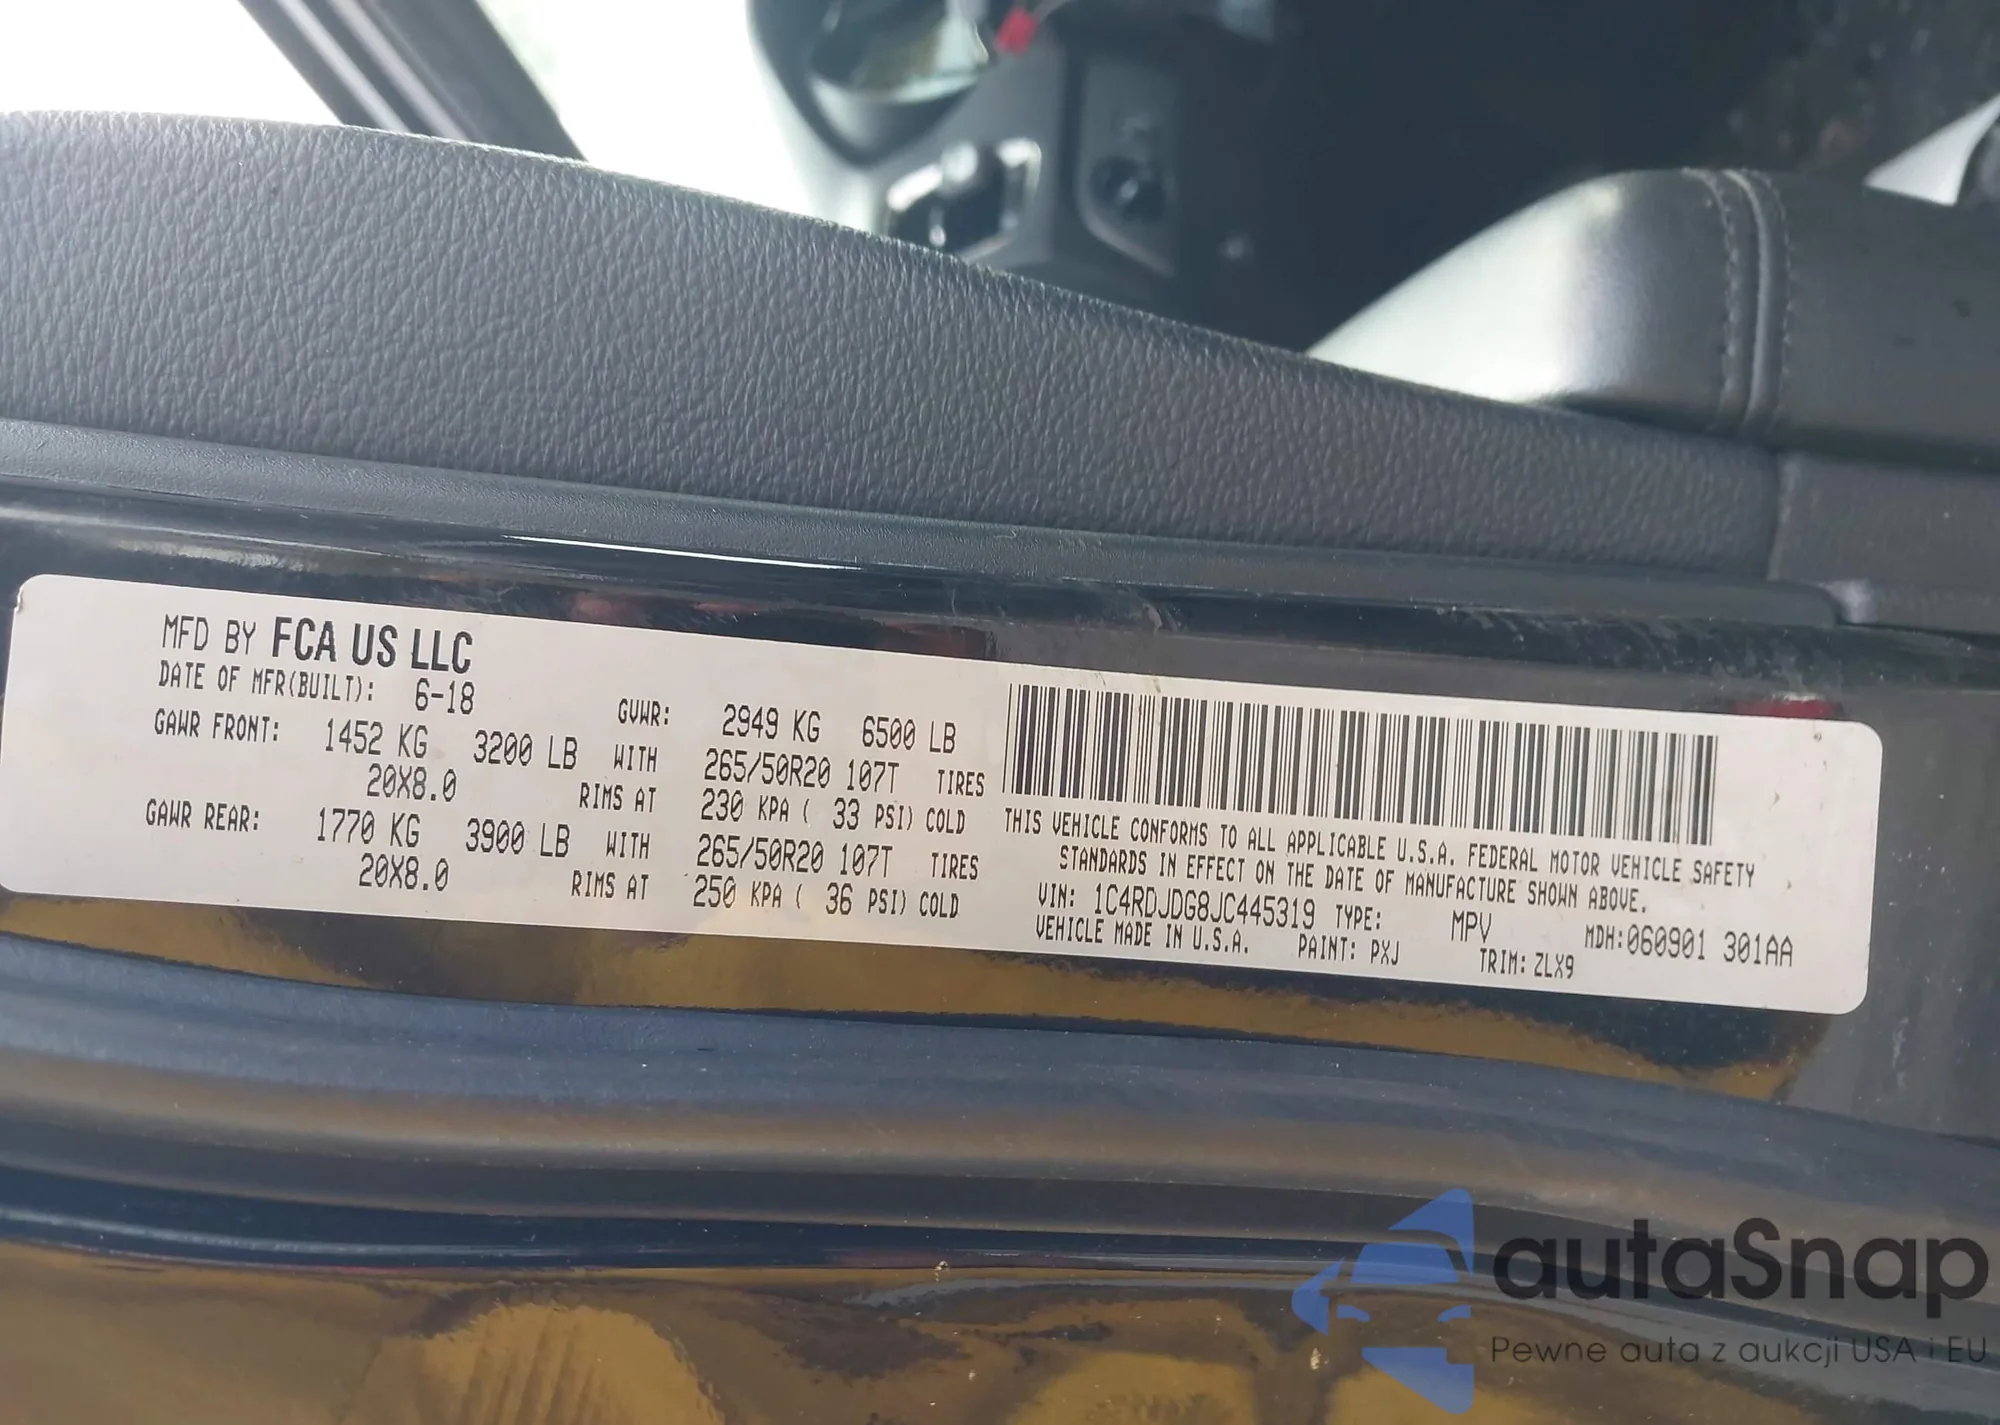 MFD BY FCA US LLC
DATE OF MFR(BUILT): 6-18
GVWR: 2949 KG 6500 LB
GAWR FRONT: 1452 KG 3200 LB WITH 265/50R20 107T TIRES
20X8.0 RIMS AT 230 KPA ( 33 PSI) COLD
GAWR REAR: 1770 KG 3900 LB WITH 265/50R20 107T TIRES
20X8.0 RIMS AT 250 KPA ( 36 PSI) COLD
THIS VEHICLE CONFORMS TO ALL APPLICABLE U.S.A. FEDERAL MOTOR VEHICLE SAFETY
STANDARDS IN EFFECT ON THE DATE OF MANUFACTURE SHOWN ABOVE.
VIN: 1C4RDJDG8JC445319 TYPE: MPV MDH:060901 301AA
VEHICLE MADE IN U.S.A. PAINT: PXJ TRIM: ZLX9
autaSnap
Pewne auta z aukcji USA i EU